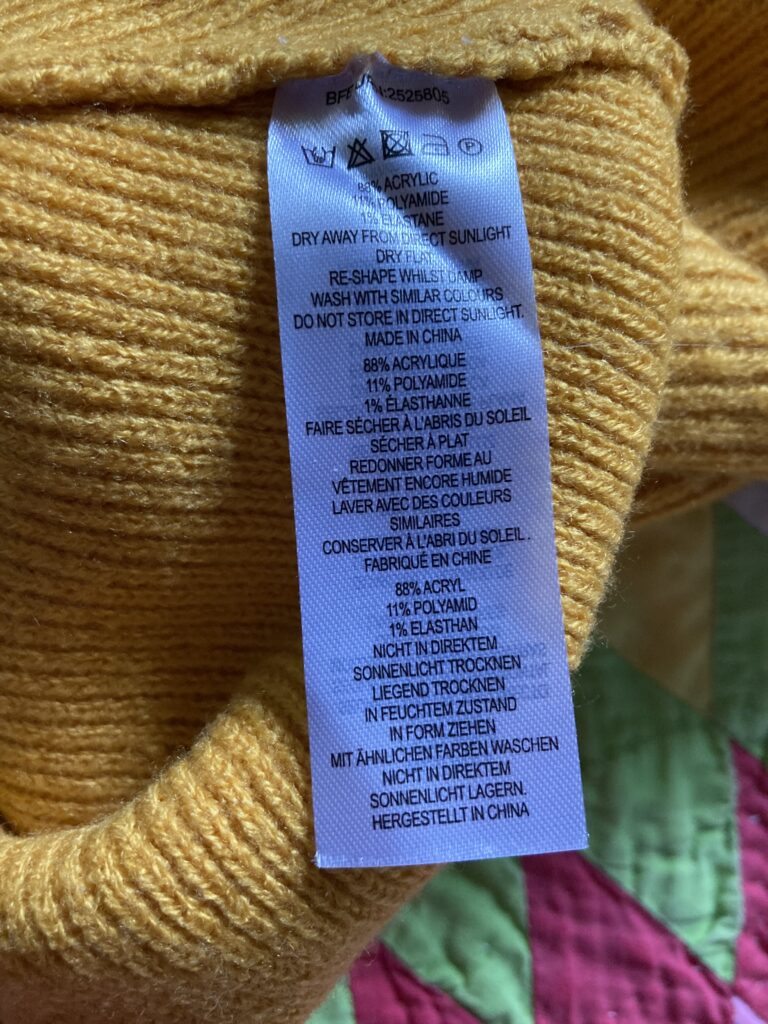 :2525805
88% ACRYLIC
11% POLYAMIDE
1% ELASTANE
DRY AWAY FROM DIRECT SUNLIGHT
DRY FLAT
RE-SHAPE WHILST DAMP
WASH WITH SIMILAR COLOURS
DO NOT STORE IN DIRECT SUNLIGHT.
MADE IN CHINA
88% ACRYLIQUE
11% POLYAMIDE
1% ÉLASTHANNE
FAIRE SÉCHER À L'ABRIS DU SOLEIL
SÉCHER À PLAT
REDONNER FORME AU
VÊTEMENT ENCORE HUMIDE
LAVER AVEC DES COULEURS
SIMILAIRES
CONSERVER À L'ABRI DU SOLEIL .
FABRIQUÉ EN CHINE
88% ACRYL
11% POLYAMID
1% ELASTHAN
NICHT IN DIREKTEM
SONNENLICHT TROCKNEN
LIEGEND TROCKNEN
IN FEUCHTEM ZUSTAND
IN FORM ZIEHEN
MIT ÄHNLICHEN FARBEN WASCHEN
NICHT IN DIREKTEM
SONNENLICHT LAGERN.
HERGESTELLT IN CHINA